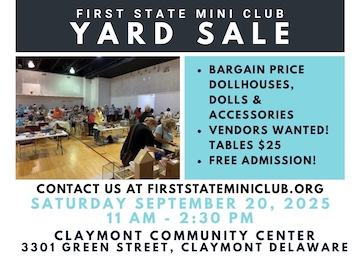 FIRST STATE MINI CLUB
YARD SALE
• BARGAIN PRICE
DOLLHOUSES,
DOLLS &
ACCESSORIES
• VENDORS WANTED!
TABLES $25
• FREE ADMISSION!
CONTACT US AT FIRSTSTATEMINICLUB.ORG
SATURDAY SEPTEMBER 20, 2025
11 AM - 2:30 PM
CLAYMONT COMMUNITY CENTER
3301 GREEN STREET, CLAYMONT DELAWARE